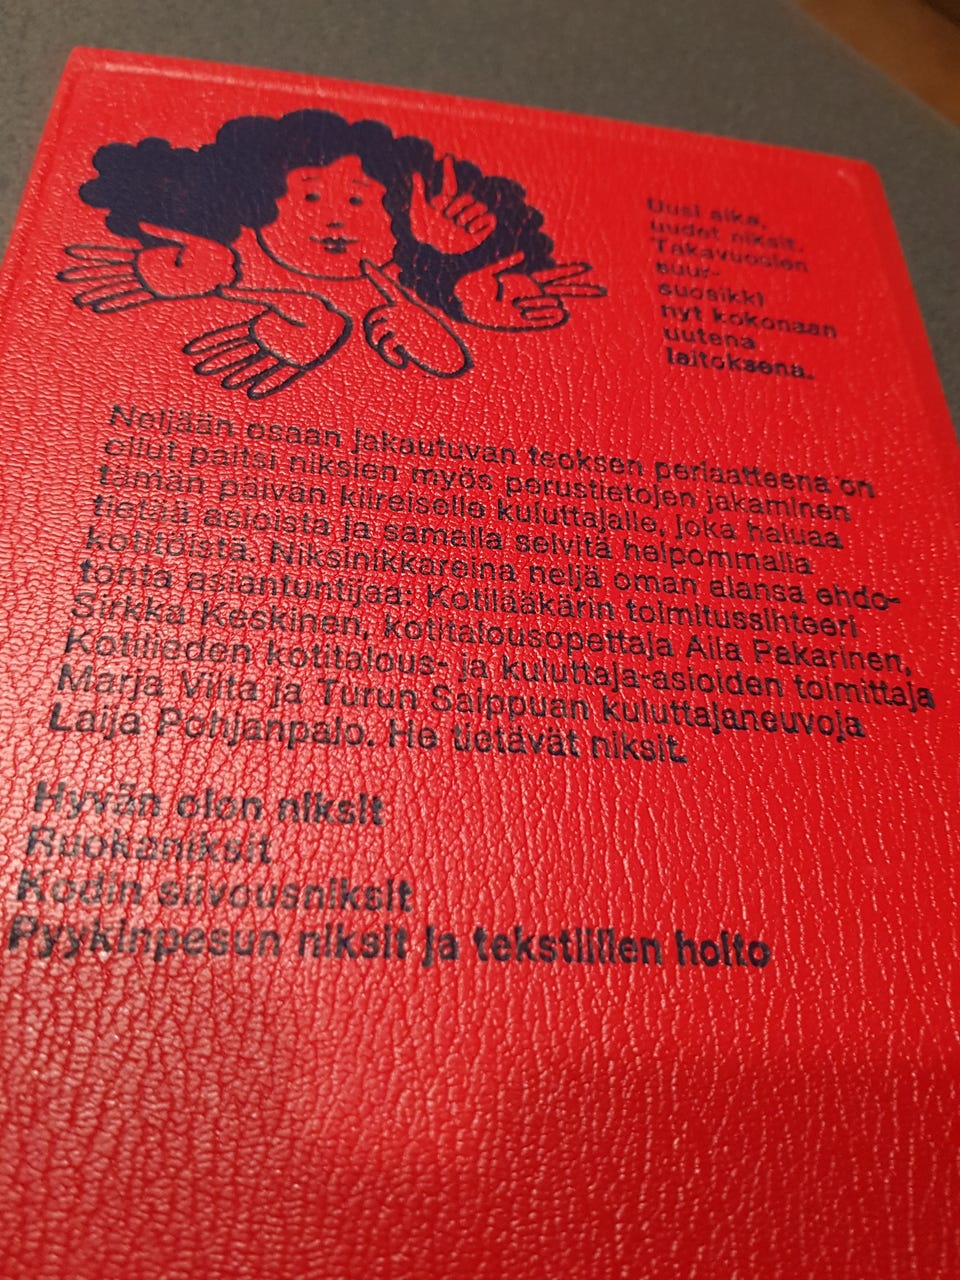 Uusi aika,
uudet niksit.
Takavuosien
suur-
suosikki
nyt kokonaan
uutena
laitoksena.
Neljään osaan jakautuvan teoksen periaatteena on
ollut paitsi niksien myös perustietojen jakaminen
tämän päivän kiireiselle kuluttajalle, joka haluaa
tietää asioista ja samalla selvitä helpommalla
kotitöistä. Niksinikkareina neljä oman alansa ehdo-
tonta asiantuntijaa: Kotilääkärin toimitussihteeri
Sirkka Keskinen, kotitalousopettaja Aila Pakarinen,
Kotilieden kotitalous- ja kuluttaja-asioiden toimittaja
Marja Viita ja Turun Saippuan kuluttajaneuvoja
Laija Pohjanpalo. He tietävät niksit.
Hyvän olon niksit
Ruokaniksit
Kodin siivousniksit
Pyykinpesun niksit ja tekstiilien hoito